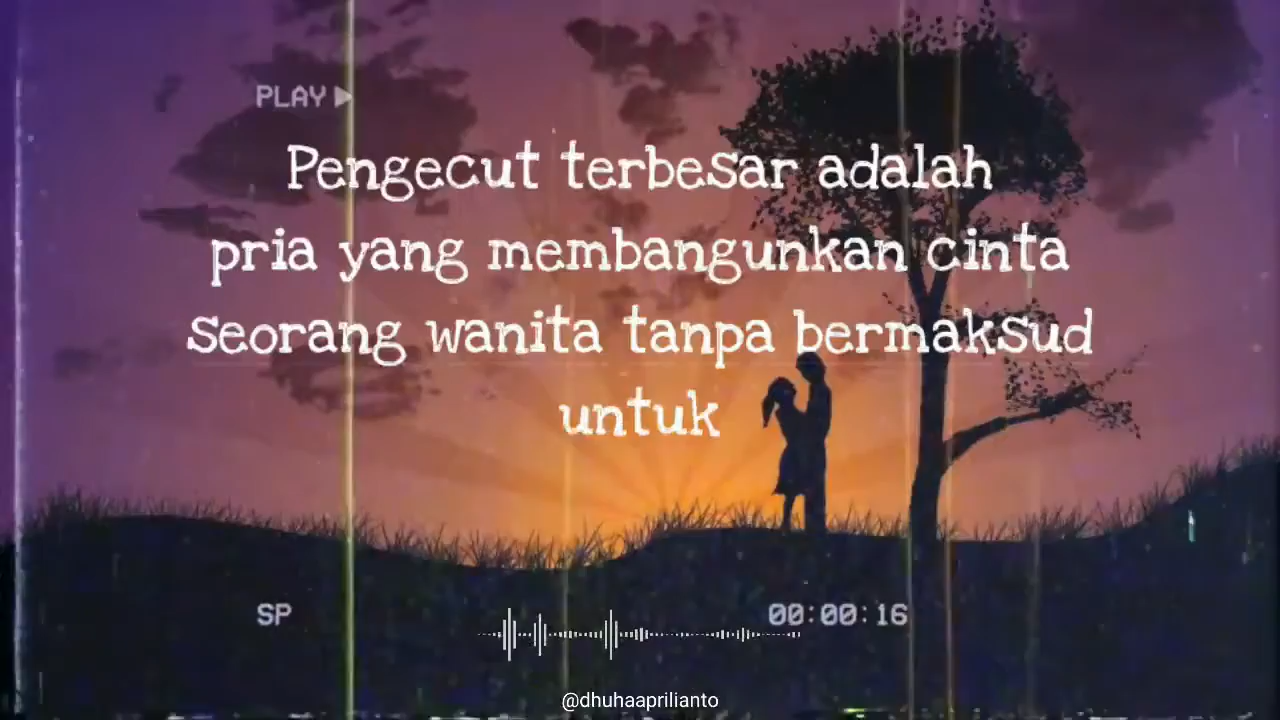 PLAY
Pengecut terbesar adalah
pria yang membangunkan cinta
seorang wanita tanpa bermaksud
untuk
SP
00:00:16
@dhuhaaprilianto